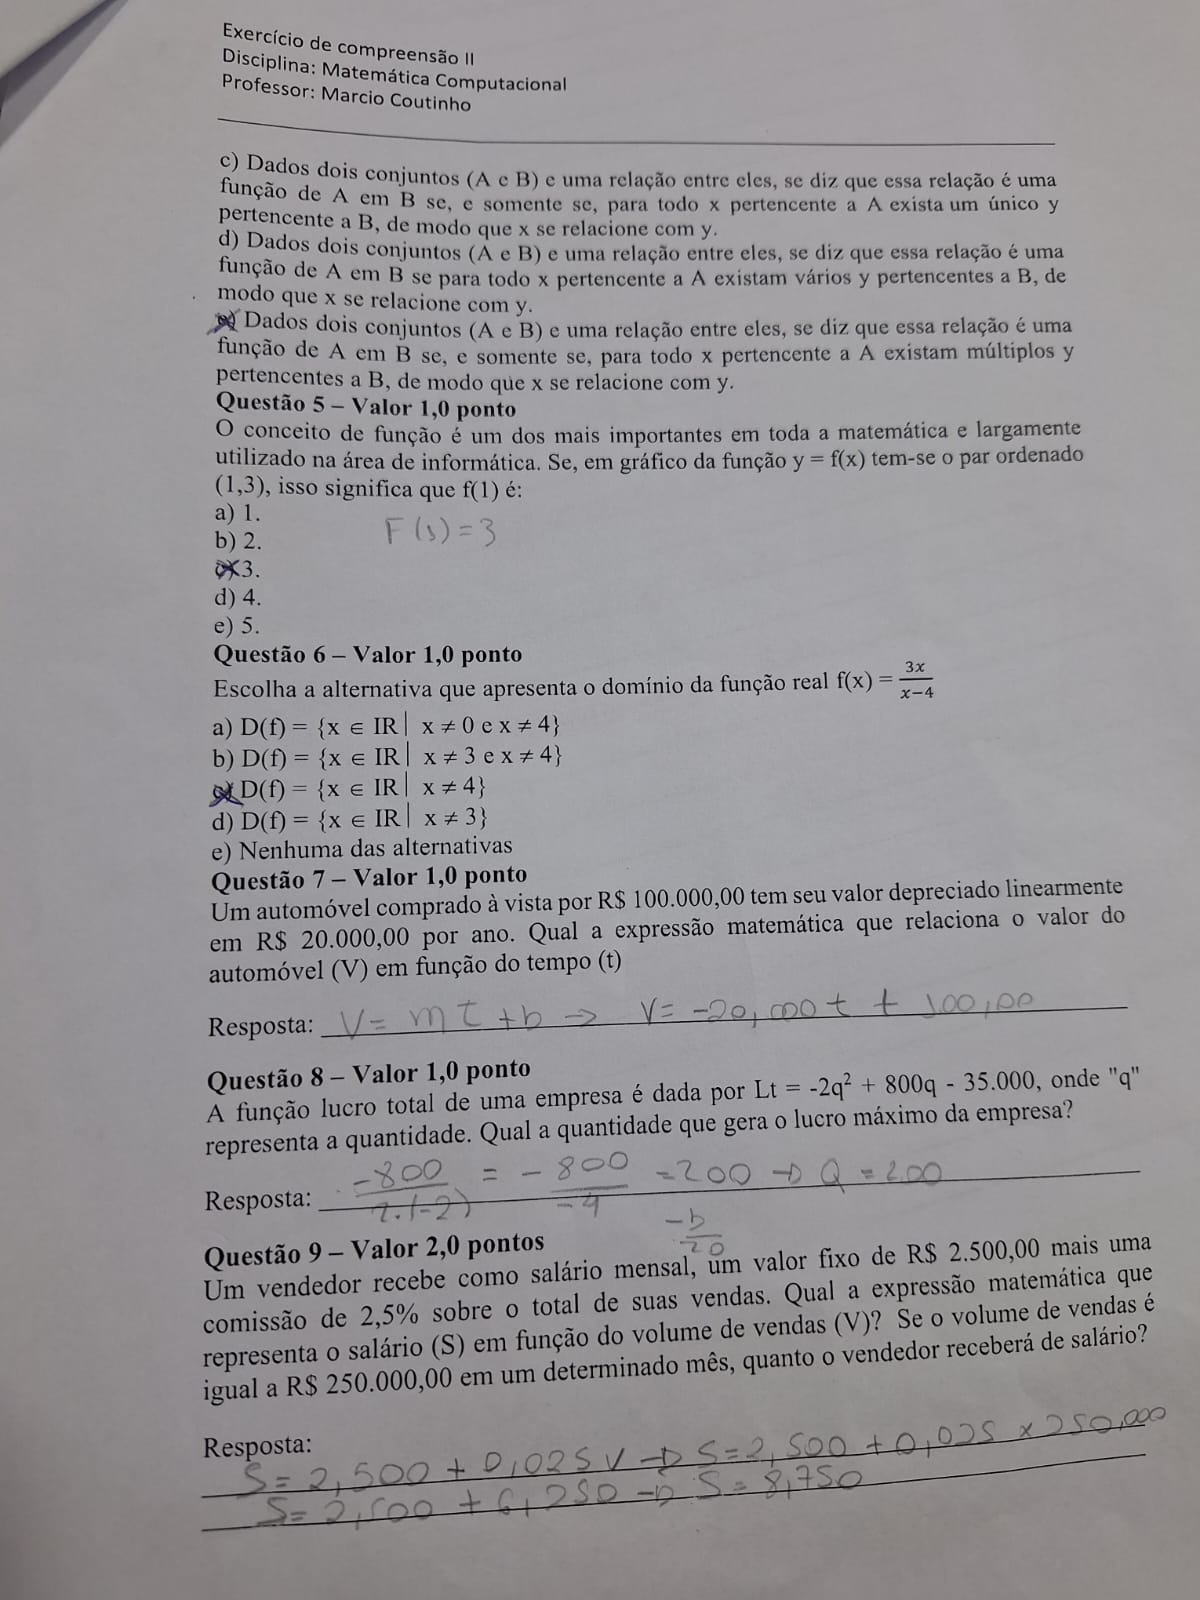 Exercício de compreensão II
Disciplina: Matemática Computacional
Professor: Marcio Coutinho
c) Dados dois conjuntos (A e B) e uma relação entre eles, se diz que essa relação é uma
função de A em B se, e somente se, para todo x pertencente a A exista um único y
pertencente a B, de modo que x se relacione com y.
d) Dados dois conjuntos (A e B) e uma relação entre eles, se diz que essa relação é uma
função de A em B se para todo x pertencente a A existam vários y pertencentes a B, de
modo que x se relacione com y.
e) Dados dois conjuntos (A e B) e uma relação entre eles, se diz que essa relação é uma
função de A em B se, e somente se, para todo x pertencente a A existam múltiplos y
pertencentes a B, de modo que x se relacione com y.
Questão 5 – Valor 1,0 ponto
O conceito de função é um dos mais importantes em toda a matemática e largamente
utilizado na área de informática. Se, em gráfico da função y = f(x) tem-se o par ordenado
(1,3), isso significa que f(1) é:
a) 1.
F(1) = 3
b) 2.
c) 3.
d) 4.
e) 5.
Questão 6 – Valor 1,0 ponto
Escolha a alternativa que apresenta o domínio da função real f(x) = 3x/(x−4)
a) D(f) = {x ∈ IR| x ≠ 0 e x ≠ 4}
b) D(f) = {x ∈ IR| x ≠ 3 e x ≠ 4}
c) D(f) = {x ∈ IR| x ≠ 4}
d) D(f) = {x ∈ IR| x ≠ 3}
e) Nenhuma das alternativas
Questão 7 – Valor 1,0 ponto
Um automóvel comprado à vista por R$ 100.000,00 tem seu valor depreciado linearmente
em R$ 20.000,00 por ano. Qual a expressão matemática que relaciona o valor do
automóvel (V) em função do tempo (t)
Resposta: V = mt + b → V = -20,000t + 100,00
Questão 8 – Valor 1,0 ponto
A função lucro total de uma empresa é dada por Lt = -2q² + 800q - 35.000, onde "q"
representa a quantidade. Qual a quantidade que gera o lucro máximo da empresa?
Resposta: -800/2.(-2) = -800/-4 = 200 → Q = 200
-b/20
Questão 9 – Valor 2,0 pontos
Um vendedor recebe como salário mensal, um valor fixo de R$ 2.500,00 mais uma
comissão de 2,5% sobre o total de suas vendas. Qual a expressão matemática que
representa o salário (S) em função do volume de vendas (V)? Se o volume de vendas é
igual a R$ 250.000,00 em um determinado mês, quanto o vendedor receberá de salário?
Resposta:
S = 2,500 + 0,025 V → S = 2,500 + 0,025 x 250,000
S = 2,500 + 6,250 → S = 8,750